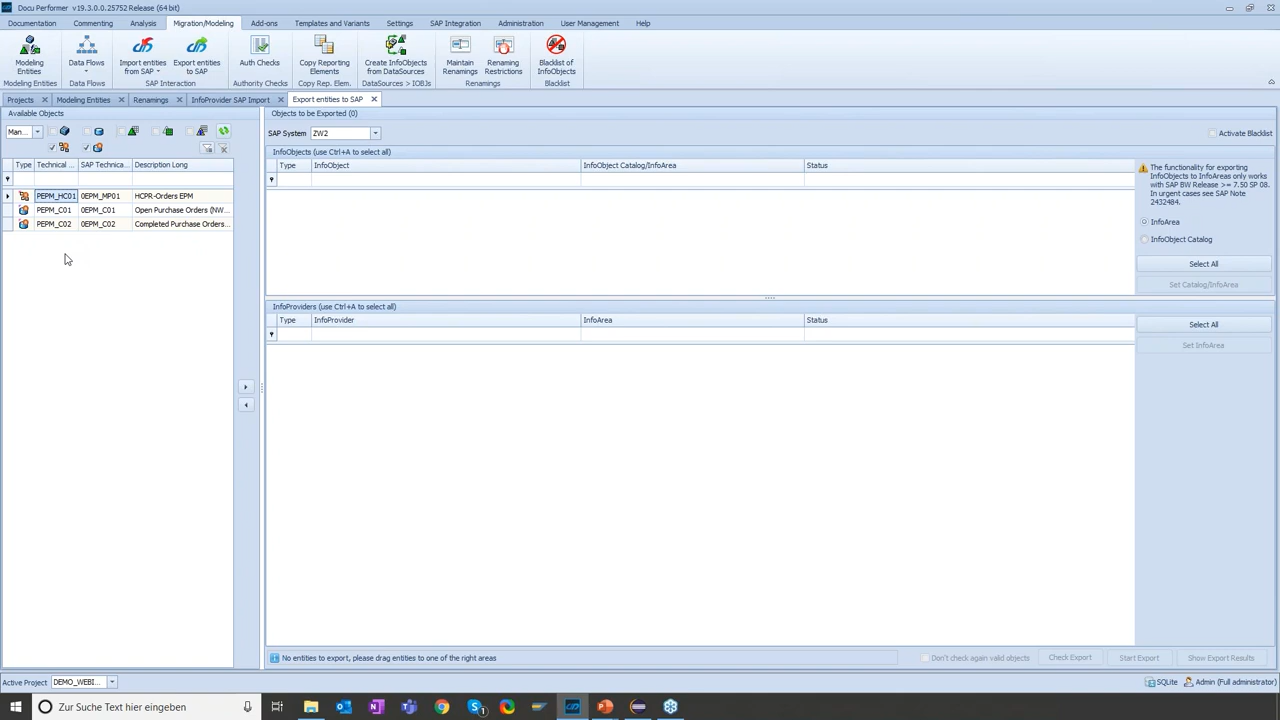 Docu Performer v19.3.0.0.25752 Release (64 bit)
Documentation Commenting Analysis Migration/Modeling Add-ons Templates and Variants Settings SAP Integration Administration User Management Help
Modeling Entities
Data Flows
Import entities from SAP
Export entities to SAP
Auth Checks
Copy Reporting Elements
Create InfoObjects from DataSources
Maintain Renamings
Renaming Restrictions
Blacklist of InfoObjects
Modeling Entities Data Flows SAP Interaction Authority Checks Copy Rep. Elem. DataSources > IOBJs Renamings Blacklist
Projects Modeling Entities Renamings InfoProvider SAP Import Export entities to SAP
Available Objects
Objects to be Exported (0)
Man...
SAP System ZW2
Activate Blacklist
Type Technical ... SAP Technica... Description Long
PEPM_HC01 0EPM_MP01 HCPR-Orders EPM
PEPM_C01 0EPM_C01 Open Purchase Orders (NW...
PEPM_C02 0EPM_C02 Completed Purchase Orders...
InfoObjects (use Ctrl+A to select all)
Type InfoObject InfoObject Catalog/InfoArea Status
The functionality for exporting
InfoObjects to InfoAreas only
works with SAP BW Release >= 7.50 SP 08.
In urgent cases see SAP Note
2432484.
InfoArea
InfoObject Catalog
Select All
Set Catalog/InfoArea
InfoProviders (use Ctrl+A to select all)
Type InfoProvider InfoArea Status
Select All
Set InfoArea
No entities to export, please drag entities to one of the right areas
Don't check again valid objects Check Export Start Export Show Export Results
Active Project DEMO_WEBI...
SQLite Admin (Full administrator)
Zur Suche Text hier eingeben